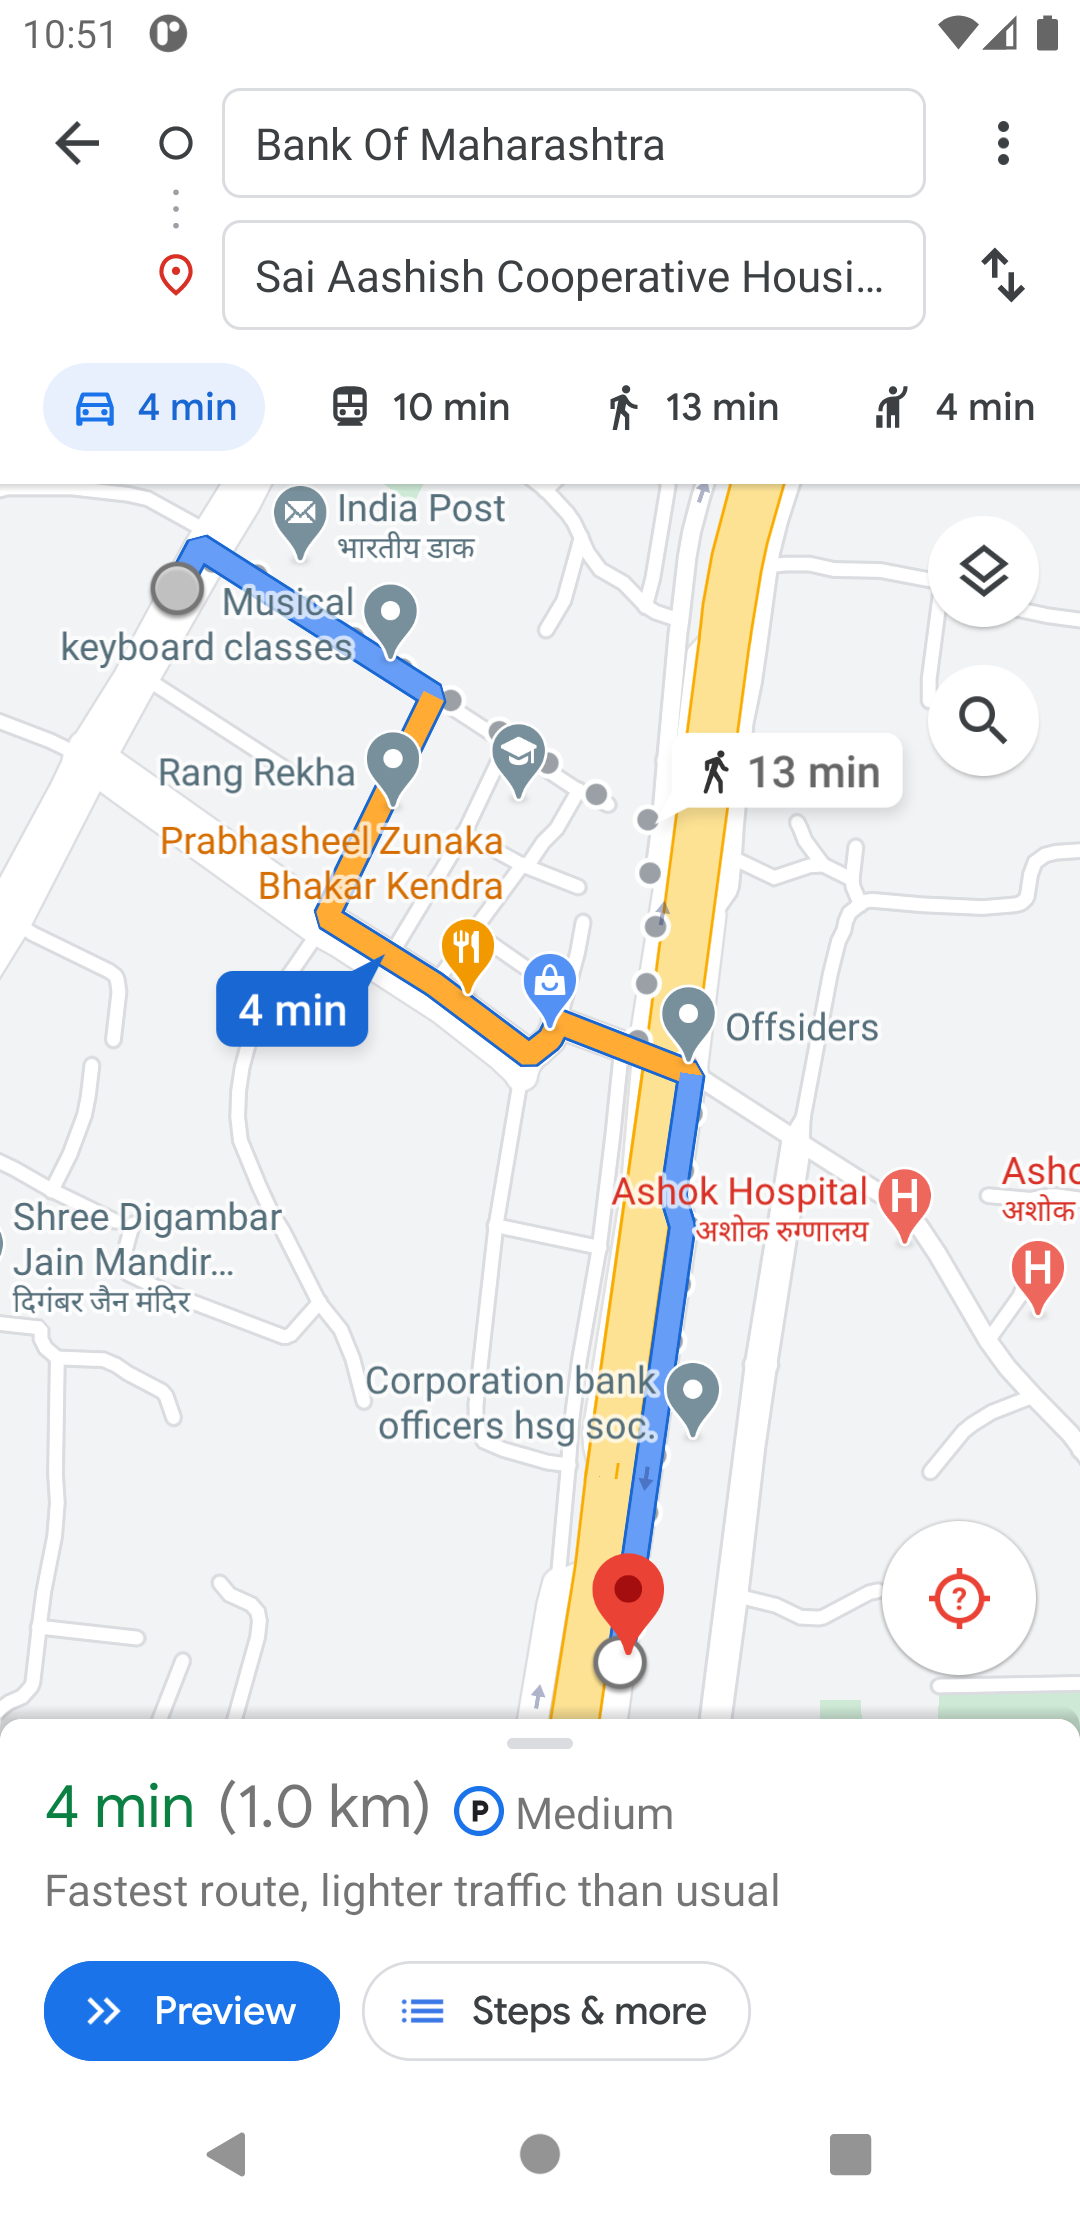 10:51
Bank Of Maharashtra
Sai Aashish Cooperative Housi...
4 min
10 min
13 min
4 min
India Post
भारतीय डाक
Musical
keyboard classes
Rang Rekha
13 min
Prabhasheel Zunaka
Bhakar Kendra
4 min
Offsiders
Ashok Hospital
अशोक रुग्णालय
Asho
अशोक
Shree Digambar
Jain Mandir...
दिगंबर जैन मंदिर
Corporation bank
officers hsg soc.
4 min (1.0 km) P Medium
Fastest route, lighter traffic than usual
Preview
Steps & more